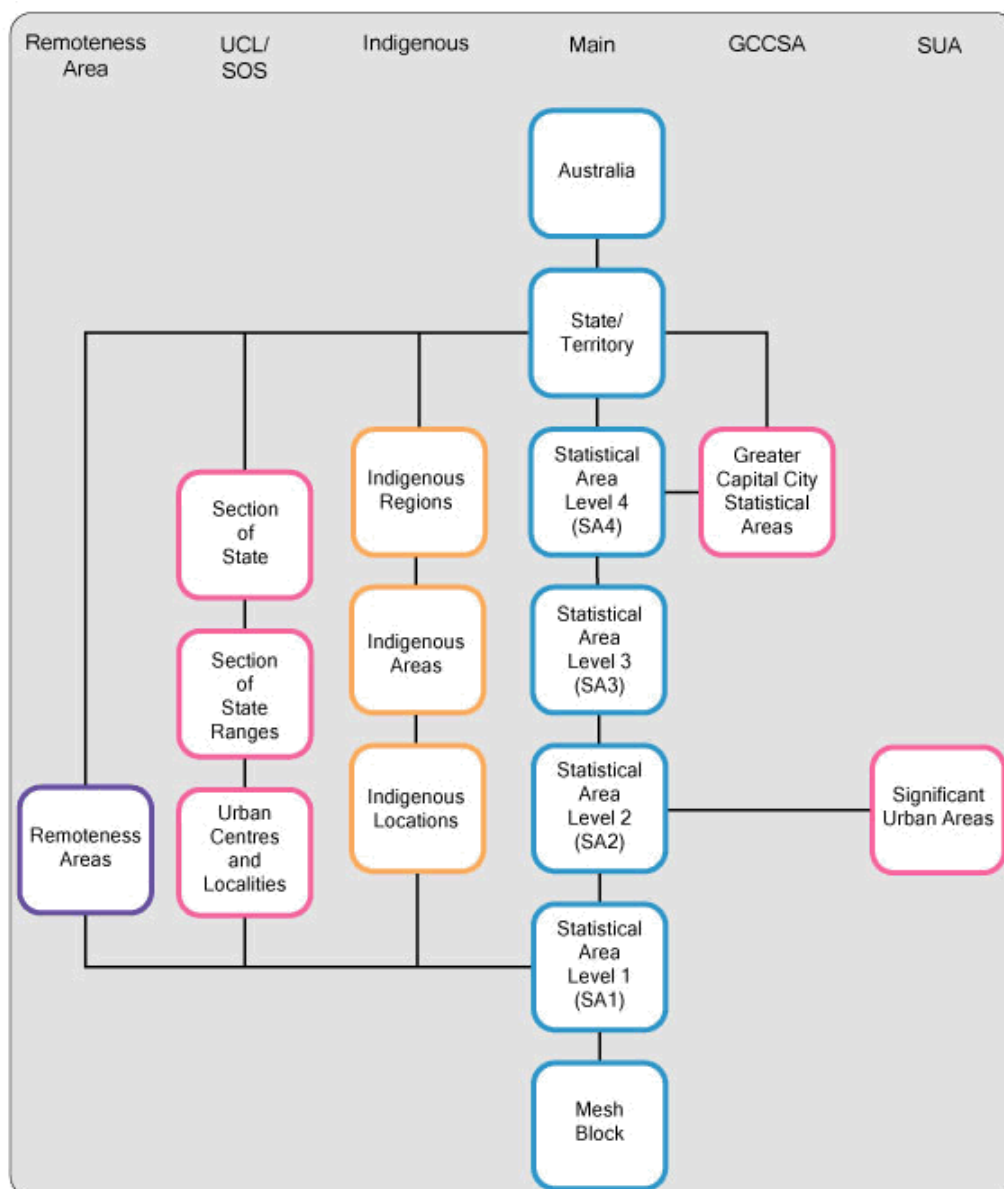 Remoteness
Area
UCL/
SOS
Indigenous
Main
GCCSA
SUA
Australia
State/
Territory
Section
of
State
Indigenous
Regions
Statistical
Area
Level 4
(SA4)
Greater
Capital City
Statistical
Areas
Section
of
State
Ranges
Indigenous
Areas
Statistical
Area
Level 3
(SA3)
Remoteness
Areas
Urban
Centres
and
Localities
Indigenous
Locations
Statistical
Area
Level 2
(SA2)
Significant
Urban Areas
Statistical
Area
Level 1
(SA1)
Mesh
Block